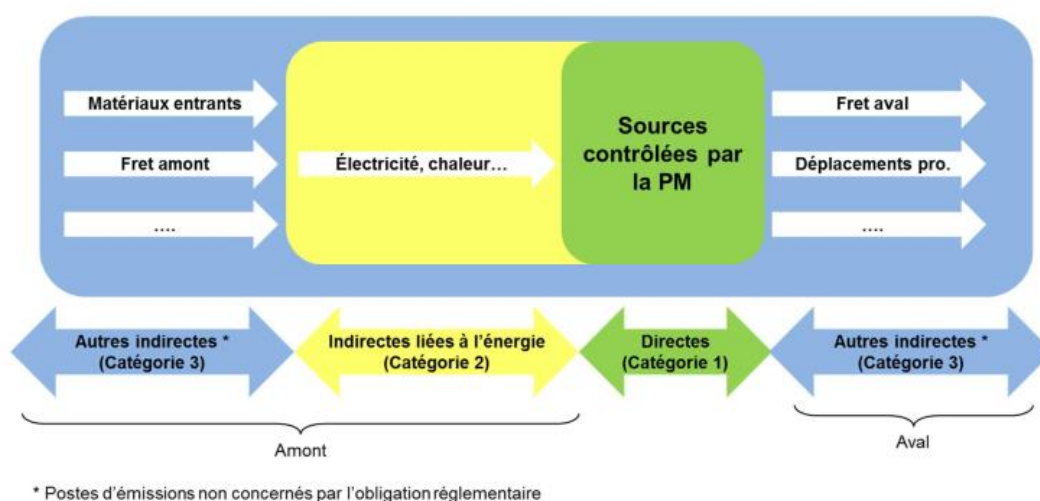 Matériaux entrants
Fret amont
....
Électricité, chaleur...
Sources
contrôlées par
la PM
Fret aval
Déplacements pro.
....
Autres indirectes *
(Catégorie 3)
Indirectes liées à l'énergie
(Catégorie 2)
Directes
(Catégorie 1)
Autres indirectes *
(Catégorie 3)
Amont
Aval
* Postes d'émissions non concernés par l'obligation réglementaire